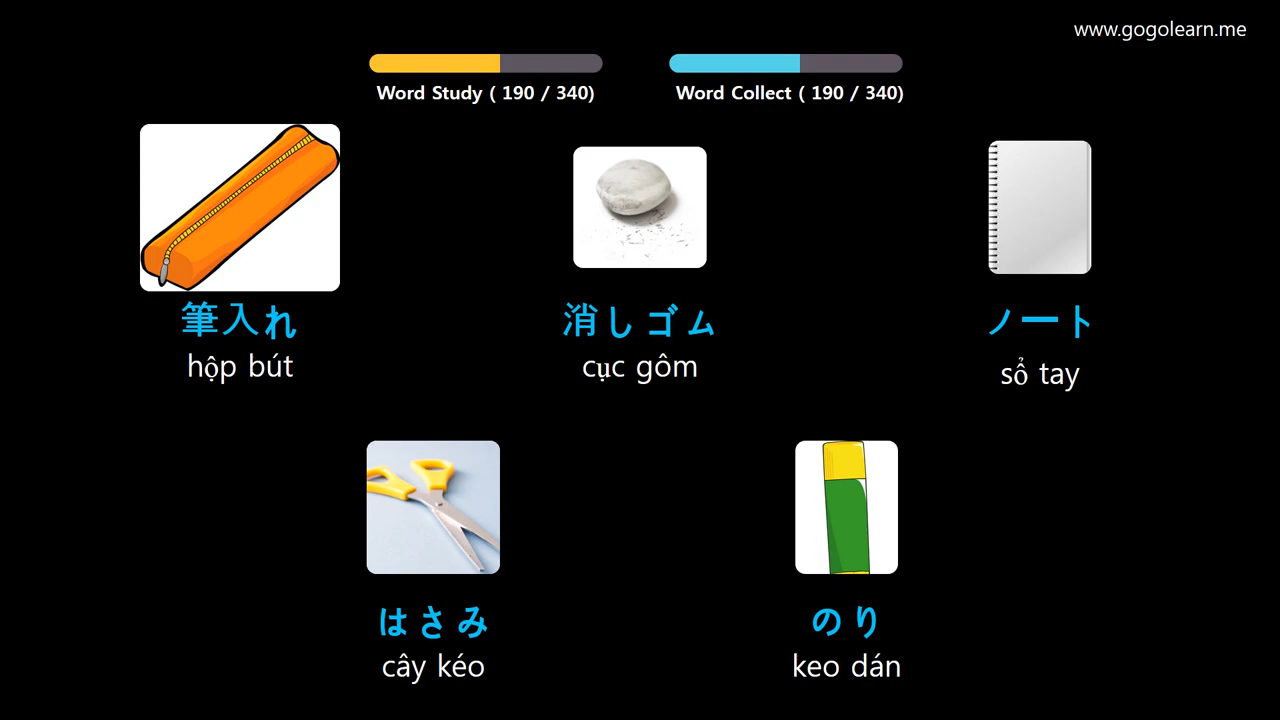 www.gogolearn.me
Word Study ( 190 / 340)
Word Collect ( 190 / 340)
筆入れ
hộp bút
消しゴム
cục gôm
ノート
sổ tay
はさみ
cây kéo
のり
keo dán